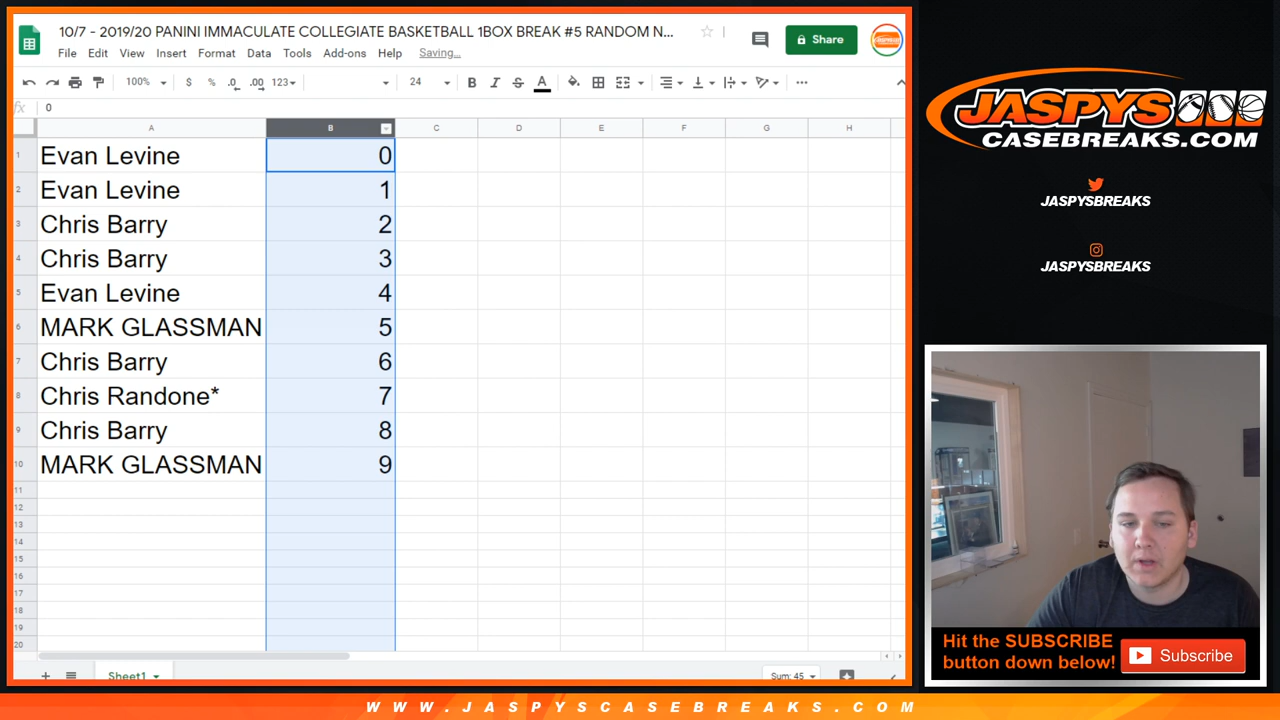 10/7 - 2019/20 PANINI IMMACULATE COLLEGIATE BASKETBALL 1BOX BREAK #5 RANDOM N...
File Edit View Insert Format Data Tools Add-ons Help Saving...
Share
100% $ % .0 .00 123 24 B I S A
fx 0
A B C D E F G H
1 Evan Levine 0
2 Evan Levine 1
3 Chris Barry 2
4 Chris Barry 3
5 Evan Levine 4
6 MARK GLASSMAN 5
7 Chris Barry 6
8 Chris Randone* 7
9 Chris Barry 8
10 MARK GLASSMAN 9
11
12
13
14
15
16
17
18
19
20
Sheet1 Sum: 45
JASPYS
CASEBREAKS.COM
JASPYSBREAKS
JASPYSBREAKS
Hit the SUBSCRIBE
button down below!
Subscribe
WWW.JASPYSCASEBREAKS.COM